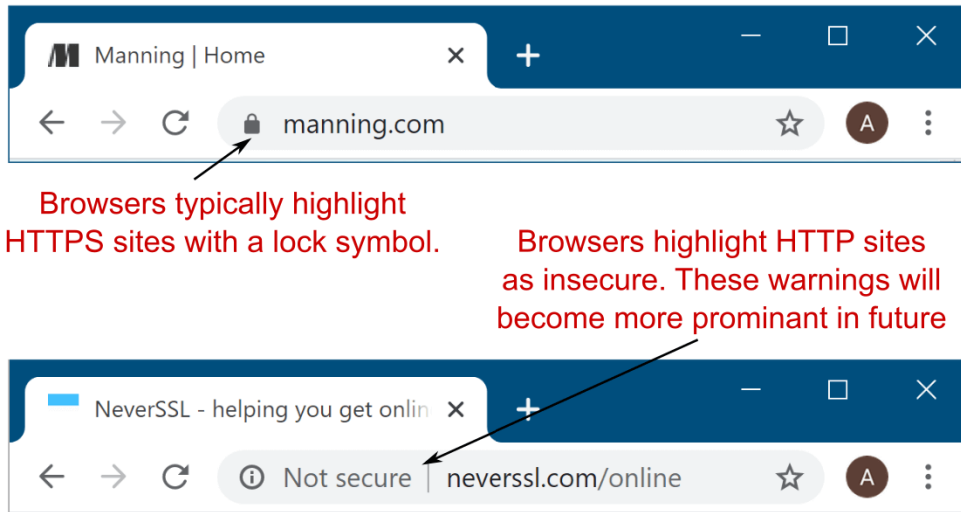 Manning | Home
manning.com
A
Browsers typically highlight
HTTPS sites with a lock symbol.
Browsers highlight HTTP sites
as insecure. These warnings will
become more prominant in future
NeverSSL - helping you get onlin
Not secure | neverssl.com/online
A